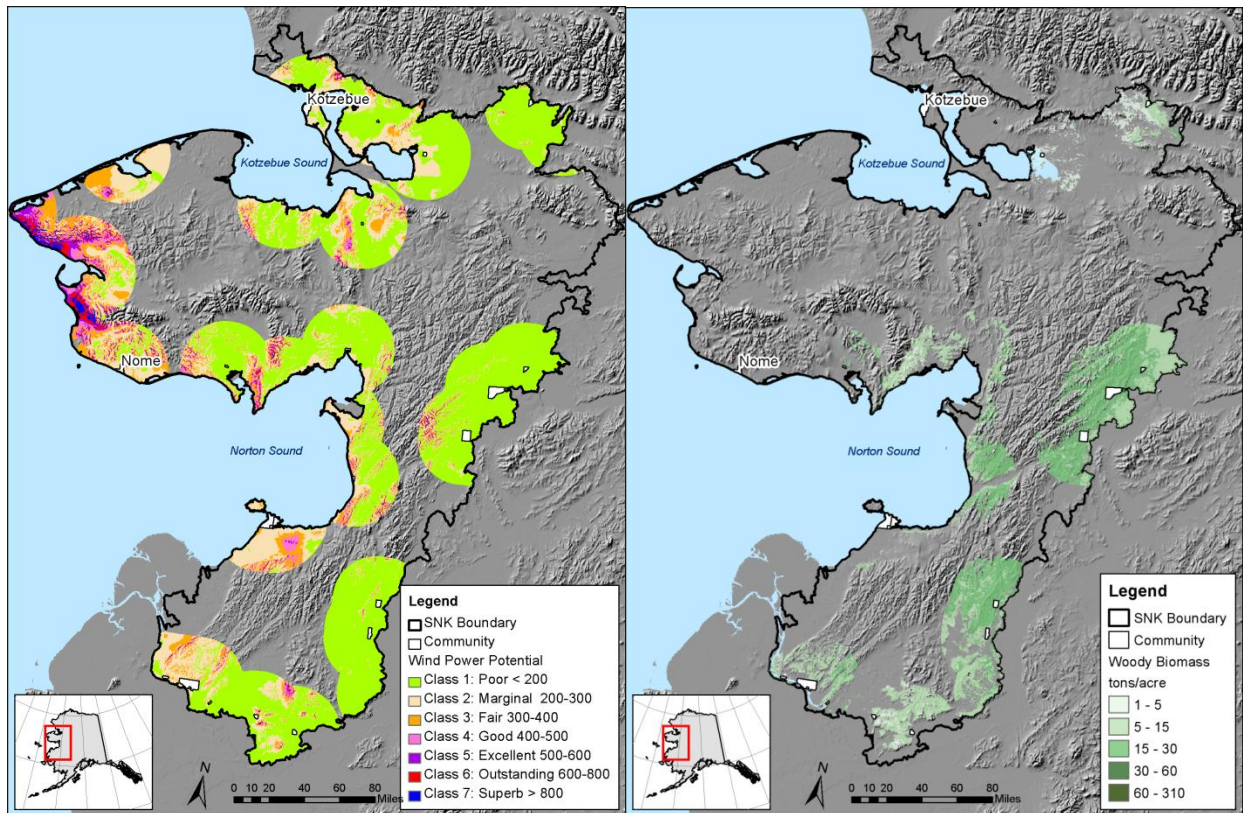 Kotzebue
Kotzebue Sound
Nome
Norton Sound
Legend
SNK Boundary
Community
Wind Power Potential
Class 1: Poor < 200
Class 2: Marginal 200-300
Class 3: Fair 300-400
Class 4: Good 400-500
Class 5: Excellent 500-600
Class 6: Outstanding 600-800
Class 7: Superb > 800
N
0 10 20 40 60 80
Miles
Kotzebue
Kotzebue Sound
Nome
Norton Sound
Legend
SNK Boundary
Community
Woody Biomass
tons/acre
1 - 5
5 - 15
15 - 30
30 - 60
60 - 310
N
0 10 20 40 60 80
Miles